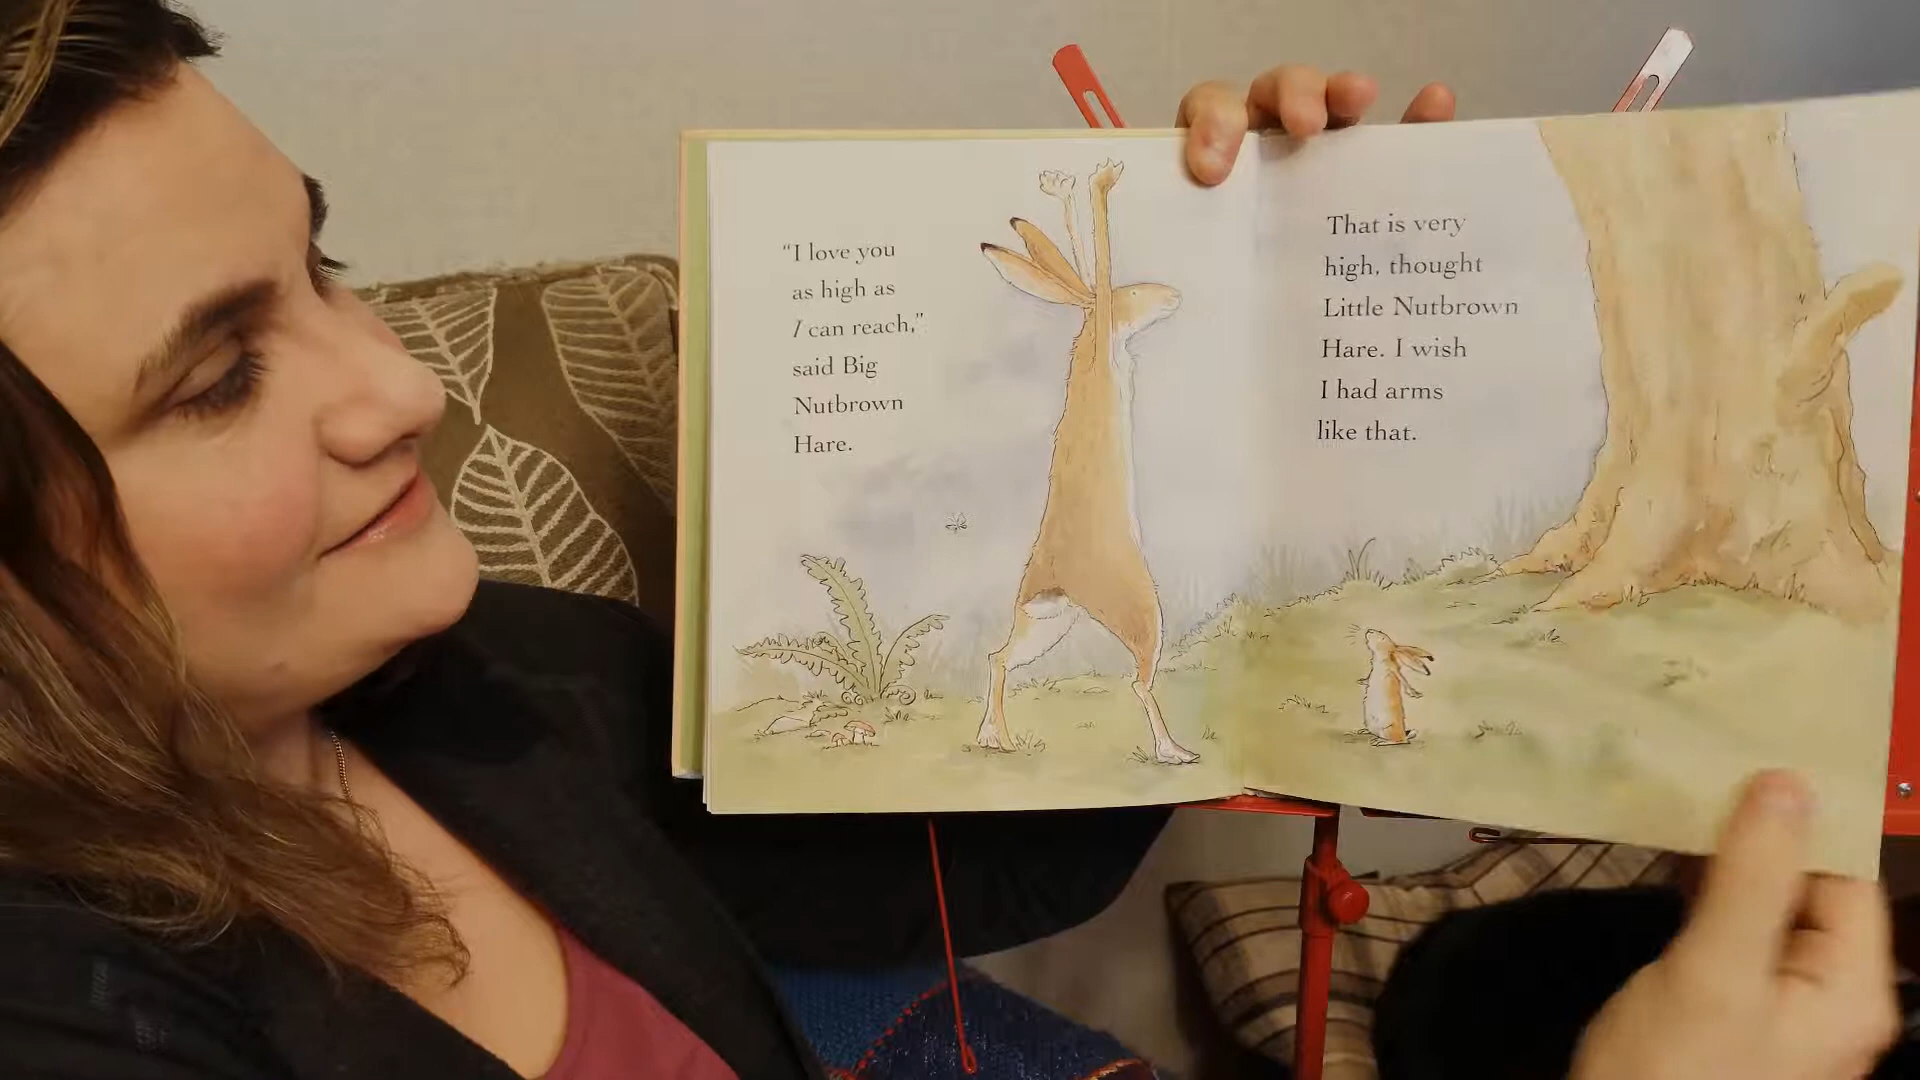 “I love you
as high as
I can reach,”
said Big
Nutbrown
Hare.
That is very
high, thought
Little Nutbrown
Hare. I wish
I had arms
like that.